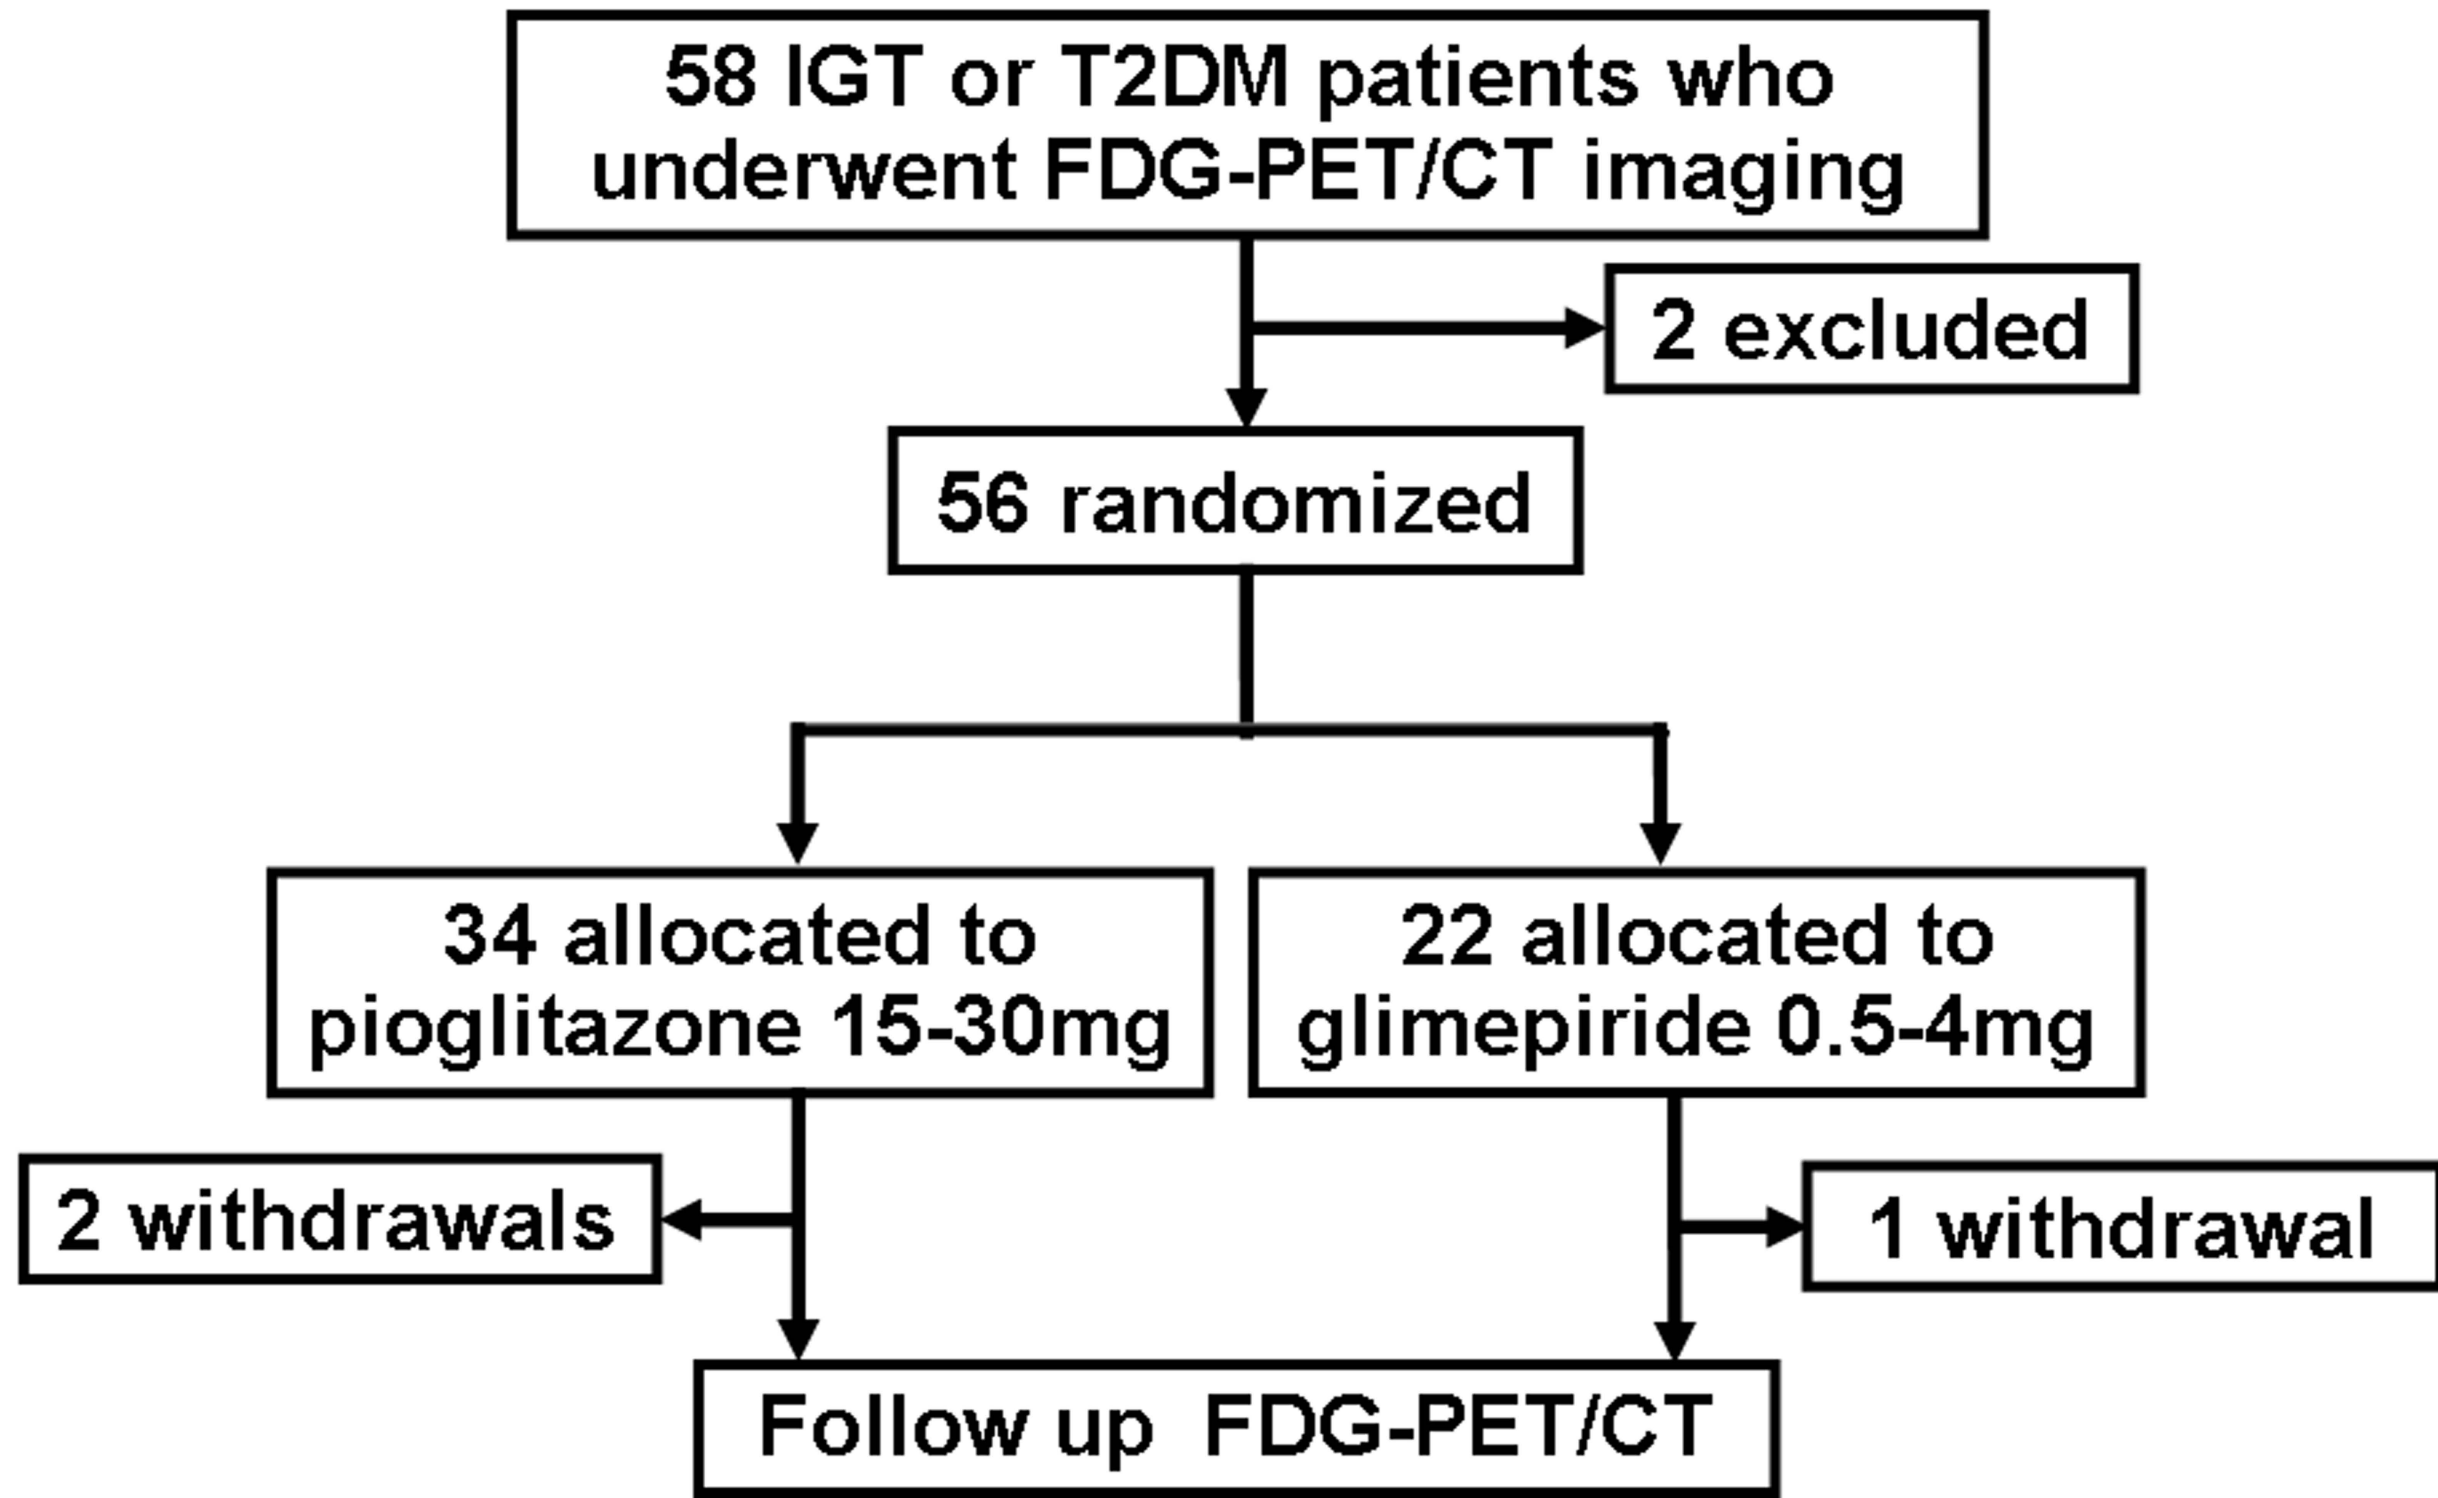 58 IGT or T2DM patients who
underwent FDG-PET/CT imaging
2 excluded
56 randomized
34 allocated to
pioglitazone 15-30mg
22 allocated to
glimepiride 0.5-4mg
2 withdrawals
1 withdrawal
Follow up FDG-PET/CT